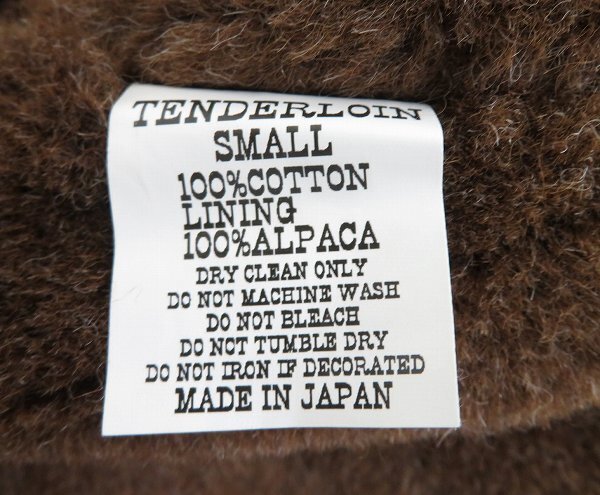 TENDERLOIN
SMALL
100%COTTON
LINING
100%ALPACA
DRY CLEAN ONLY
DO NOT MACHINE WASH
DO NOT BLEACH
DO NOT TUMBLE DRY
DO NOT IRON IF DECORATED
MADE IN JAPAN